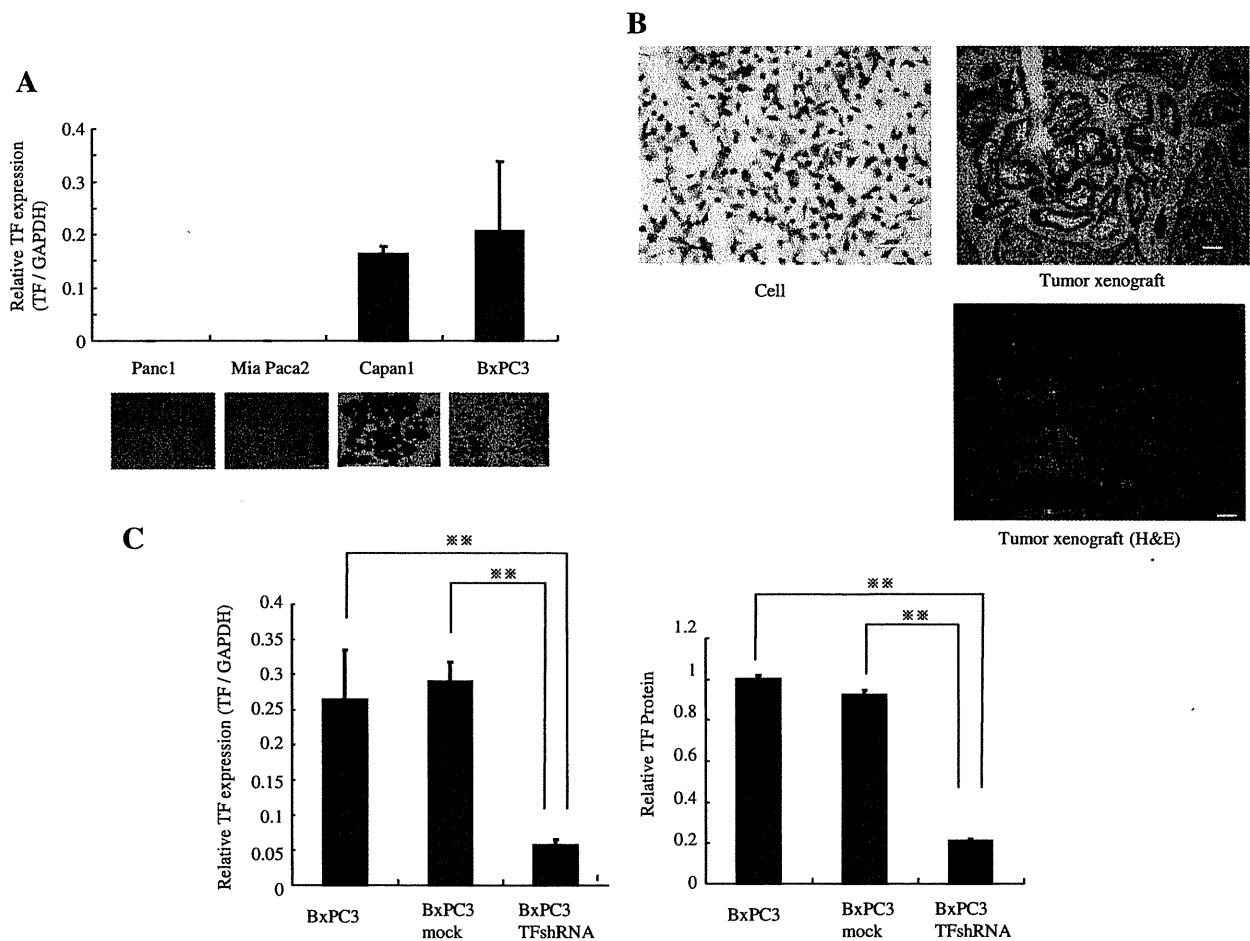 A
Relative TF expression
(TF / GAPDH)
0.4
0.3
0.2
0.1
0
Panc1
Mia Paca2
Capan1
BxPC3
B
Cell
Tumor xenograft
Tumor xenograft (H&E)
C
※※
※※
Relative TF expression (TF / GAPDH)
0.4
0.35
0.3
0.25
0.2
0.15
0.1
0.05
0
BxPC3
BxPC3
mock
BxPC3
TFshRNA
※※
※※
Relative TF Protein
1.2
1
0.8
0.6
0.4
0.2
0
BxPC3
BxPC3
mock
BxPC3
TFshRNA